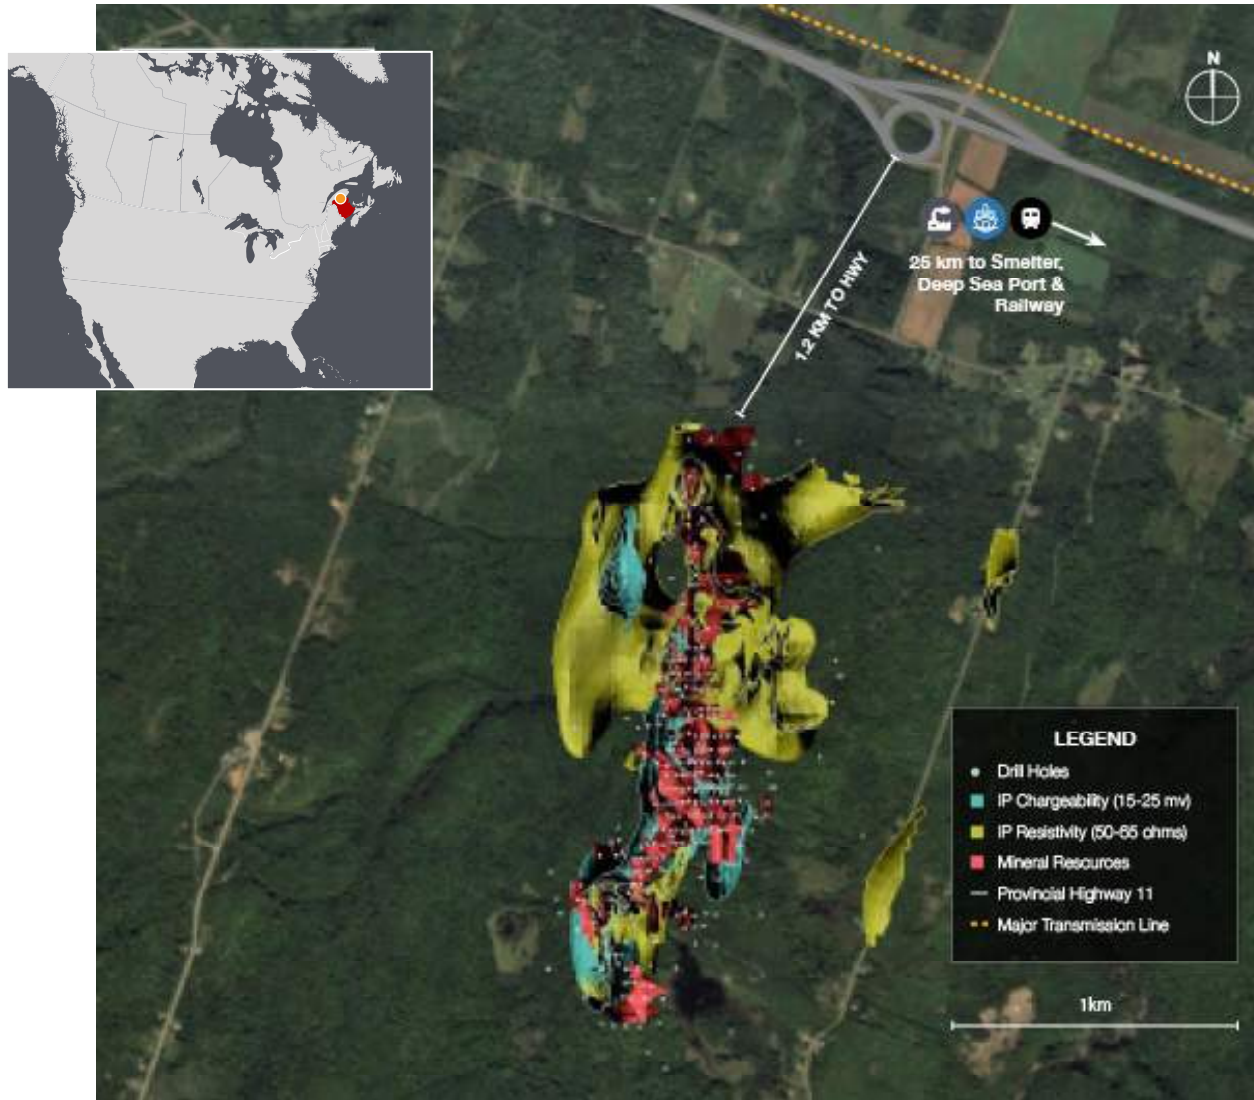 N
25 km to Smelter,
Deep Sea Port &
Railway
1.2 KM TO HWY
LEGEND
Drill Holes
IP Chargeability (15-25 mv)
IP Resistivity (50-65 ohms)
Mineral Rescuroes
Provincial Highway 11
Major Transmission Line
1km